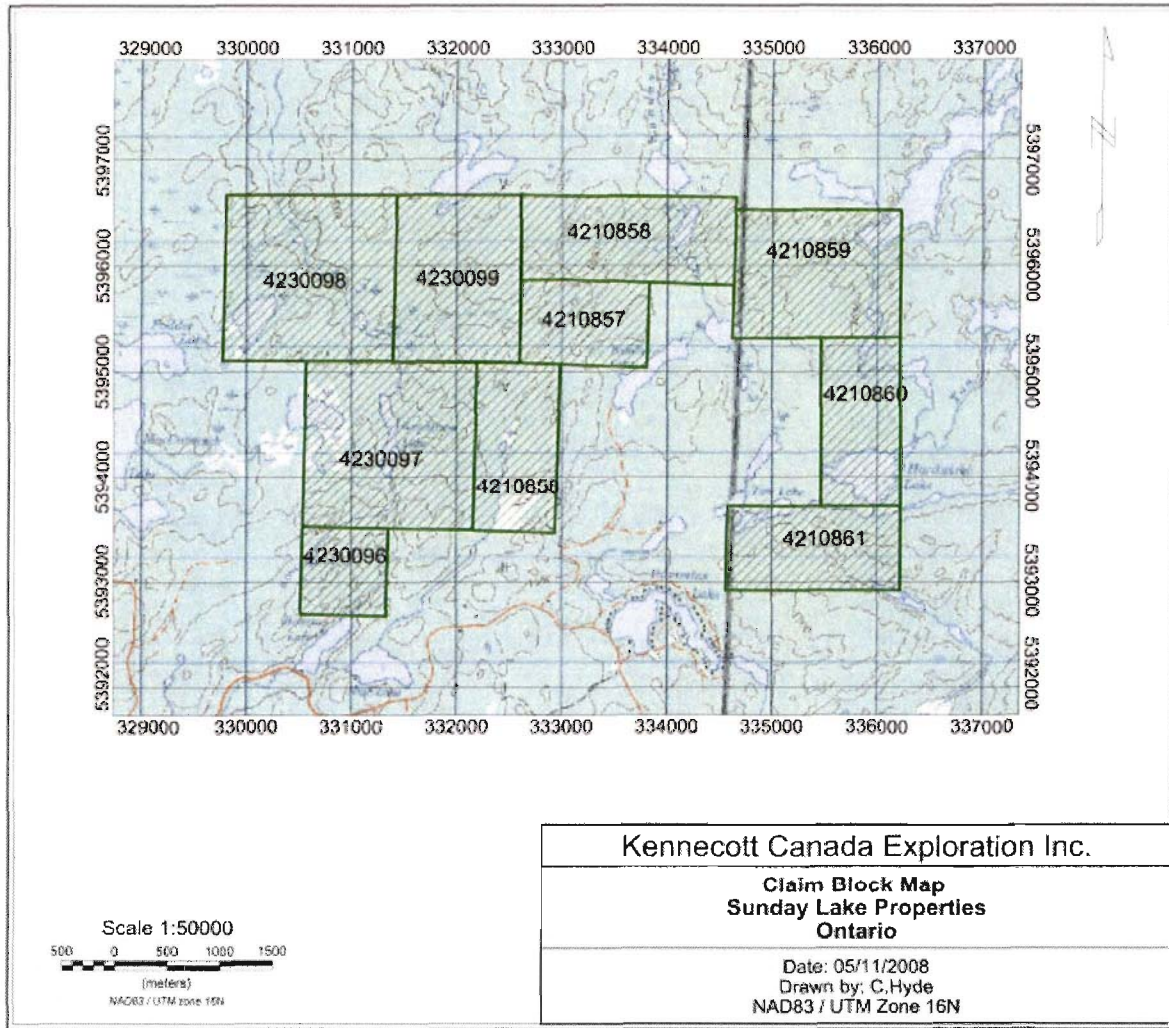 329000 330000 331000 332000 333000 334000 335000 336000 337000
5397000 5397000
4210858
4210859
5396000 5396000
4230098 4230099
4210857
5395000 5395000
4210860
4230097
5394000 5394000
4210856
4210861
4230096
5393000 5393000
5392000 5392000
329000 330000 331000 332000 333000 334000 335000 336000 337000
N
Kennecott Canada Exploration Inc.
Claim Block Map
Sunday Lake Properties
Ontario
Scale 1:50000
500 0 500 1000 1500
(meters)
NAD83 / UTM zone 16N
Date: 05/11/2008
Drawn by: C,Hyde
NAD83 / UTM Zone 16N